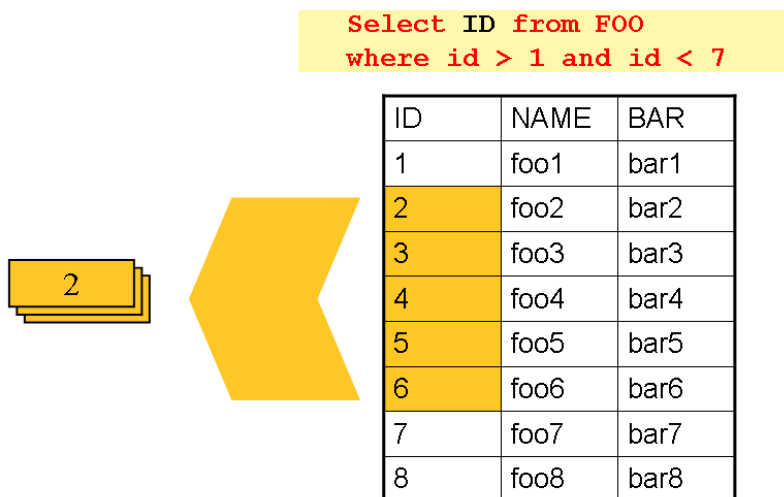 Select ID from FOO
where id > 1 and id < 7
ID NAME BAR
1 foo1 bar1
2 foo2 bar2
3 foo3 bar3
4 foo4 bar4
5 foo5 bar5
6 foo6 bar6
7 foo7 bar7
8 foo8 bar8
2